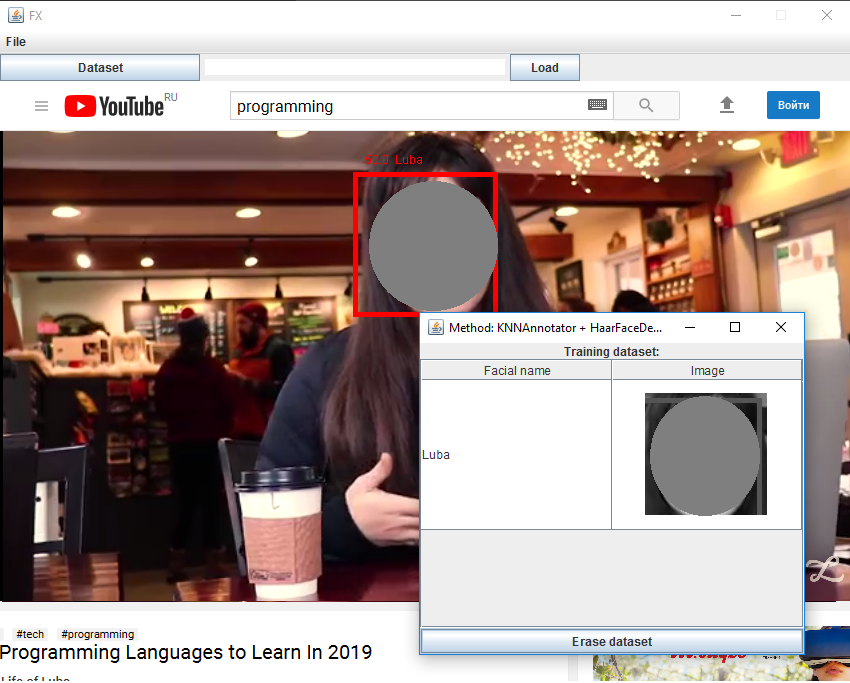 FX
File
Dataset
Load
YouTube RU
programming
Войти
Luba
Method: KNNAnnotator + HaarFaceDe...
Training dataset:
Facial name Image
Luba
Erase dataset
#tech #programming
Programming Languages to Learn In 2019
Life of Luba